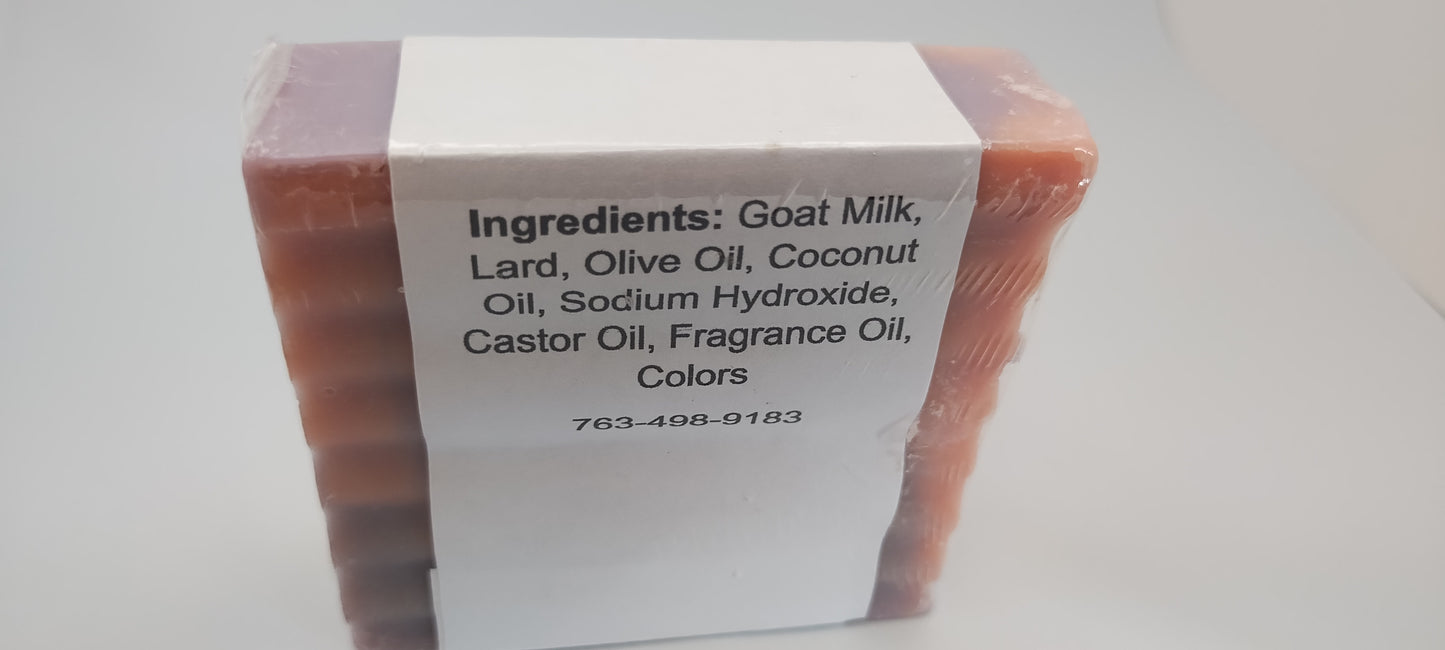 Ingredients: Goat Milk,
Lard, Olive Oil, Coconut
Oil, Sodium Hydroxide,
Castor Oil, Fragrance Oil,
Colors
763-498-9183